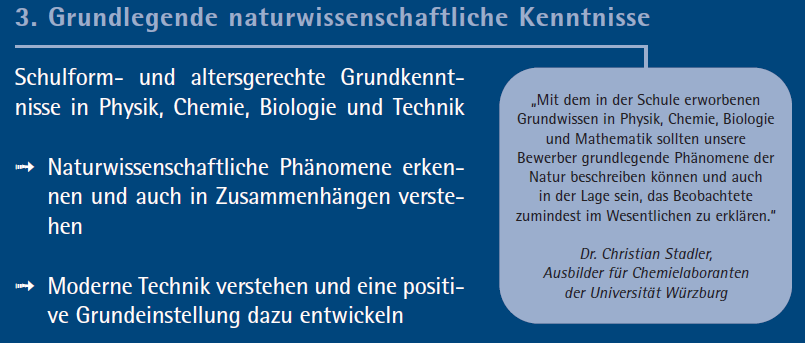 3. Grundlegende naturwissenschaftliche Kenntnisse
Schulform- und altersgerechte Grundkennt-
nisse in Physik, Chemie, Biologie und Technik
➟ Naturwissenschaftliche Phänomene erken-
nen und auch in Zusammenhängen verste-
hen
➟ Moderne Technik verstehen und eine positi-
ve Grundeinstellung dazu entwickeln
„Mit dem in der Schule erworbenen
Grundwissen in Physik, Chemie, Biologie
und Mathematik sollten unsere
Bewerber grundlegende Phänomene der
Natur beschreiben können und auch
in der Lage sein, das Beobachtete
zumindest im Wesentlichen zu erklären.“
Dr. Christian Stadler,
Ausbilder für Chemielaboranten
der Universität Würzburg